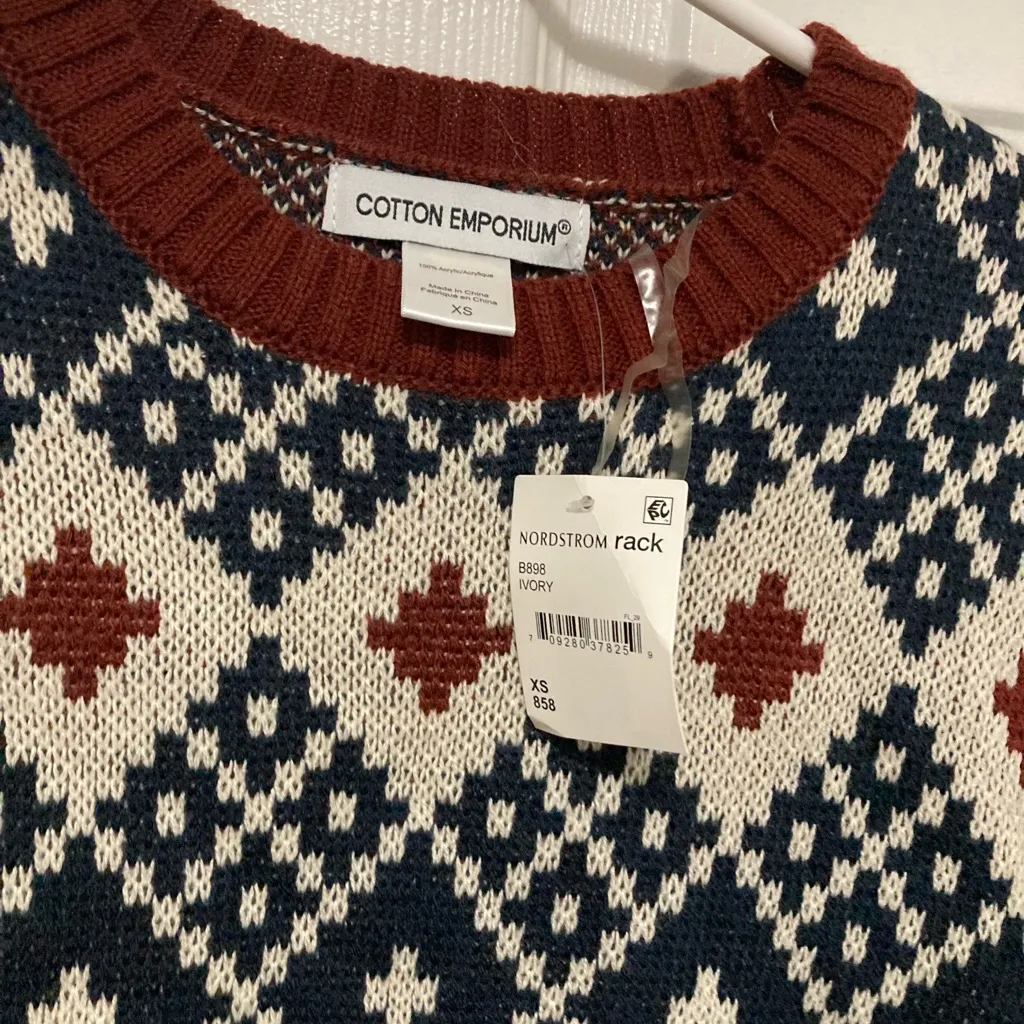 COTTON EMPORIUM®
100% Acrylic/Acrylique
Made in China
Fabriqué en Chine
XS
NORDSTROM rack
B898
IVORY
FL_28
7 09280 37825 9
XS
858